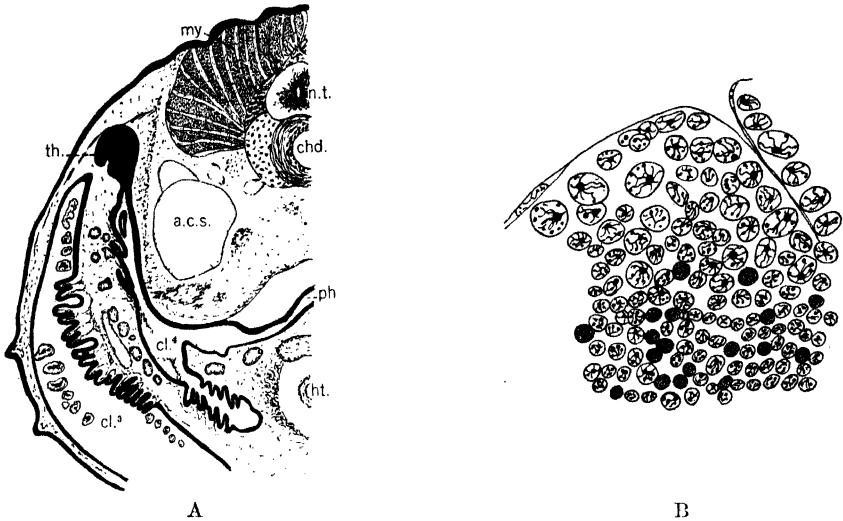 my.
n.t.
th.
chd.
a.c.s.
ph
cl.⁴
ht.
cl.³
A
B